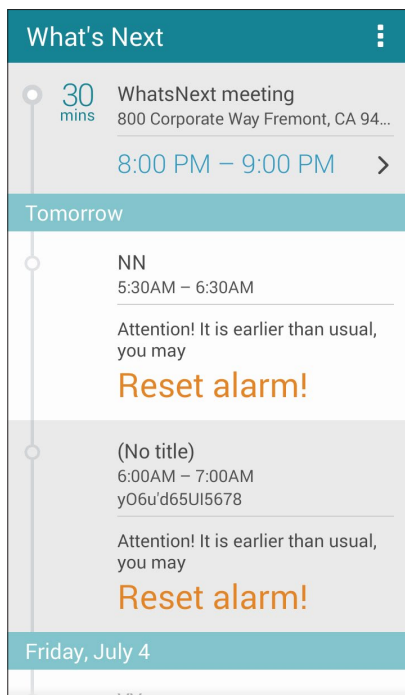 What's Next
30
mins
WhatsNext meeting
800 Corporate Way Fremont, CA 94...
8:00 PM – 9:00 PM
Tomorrow
NN
5:30AM – 6:30AM
Attention! It is earlier than usual,
you may
Reset alarm!
(No title)
6:00AM – 7:00AM
yO6u'd65UI5678
Attention! It is earlier than usual,
you may
Reset alarm!
Friday, July 4